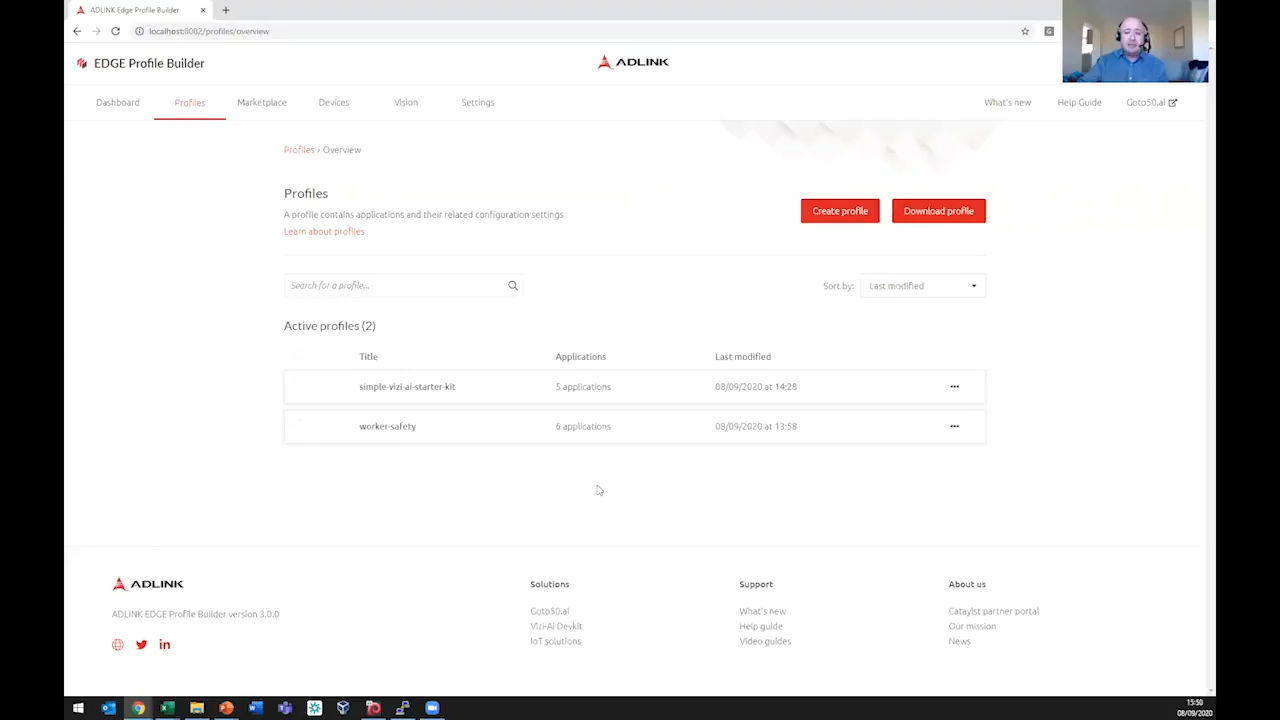 ADLINK Edge Profile Builder
localhost:8082/profiles/overview
EDGE Profile Builder
ADLINK
Dashboard
Profiles
Marketplace
Devices
Vision
Settings
What's new
Help Guide
Goto50.ai
Profiles › Overview
Profiles
A profile contains applications and their related configuration settings
Learn about profiles
Create profile
Download profile
Search for a profile...
Sort by:
Last modified
Active profiles (2)
Title
Applications
Last modified
simple-vizi-ai-starter-kit
5 applications
08/09/2020 at 14:28
worker-safety
6 applications
08/09/2020 at 13:58
ADLINK
ADLINK EDGE Profile Builder version 3.0.0
Solutions
Goto50.ai
Vizi-AI Devkit
IoT solutions
Support
What's new
Help guide
Video guides
About us
Cataylst partner portal
Our mission
News
15:50
08/09/2020